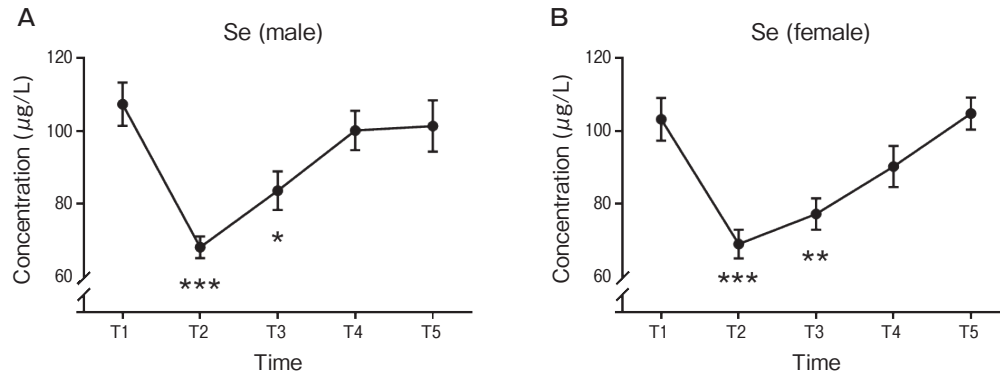 A
Se (male)
Concentration (μg/L)
120
100
80
60
***
*
T1 T2 T3 T4 T5
Time
B
Se (female)
Concentration (μg/L)
120
100
80
60
***
**
T1 T2 T3 T4 T5
Time